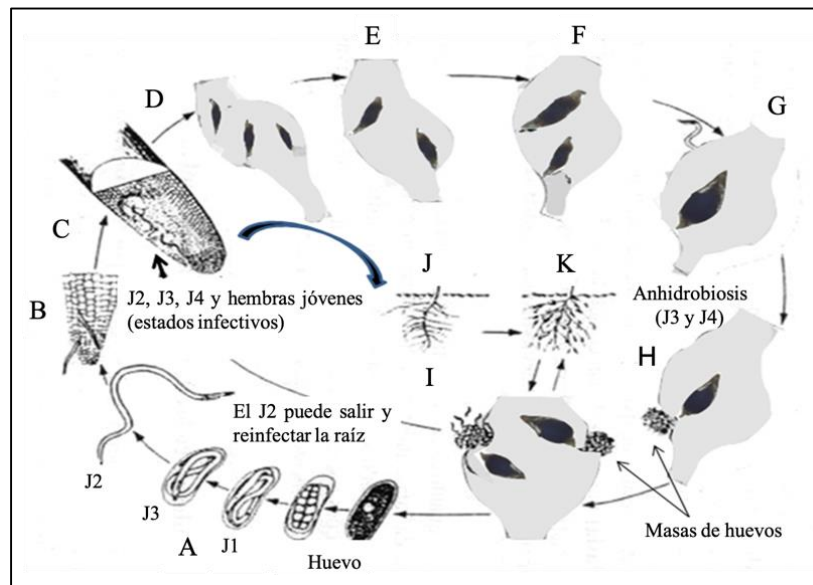 E
F
D
G
C
J
K
J2, J3, J4 y hembras jóvenes
(estados infectivos)
Anhidrobiosis
(J3 y J4)
B
I
H
El J2 puede salir y
reinfectar la raíz
J2
J3
J1
A
Huevo
Masas de huevos